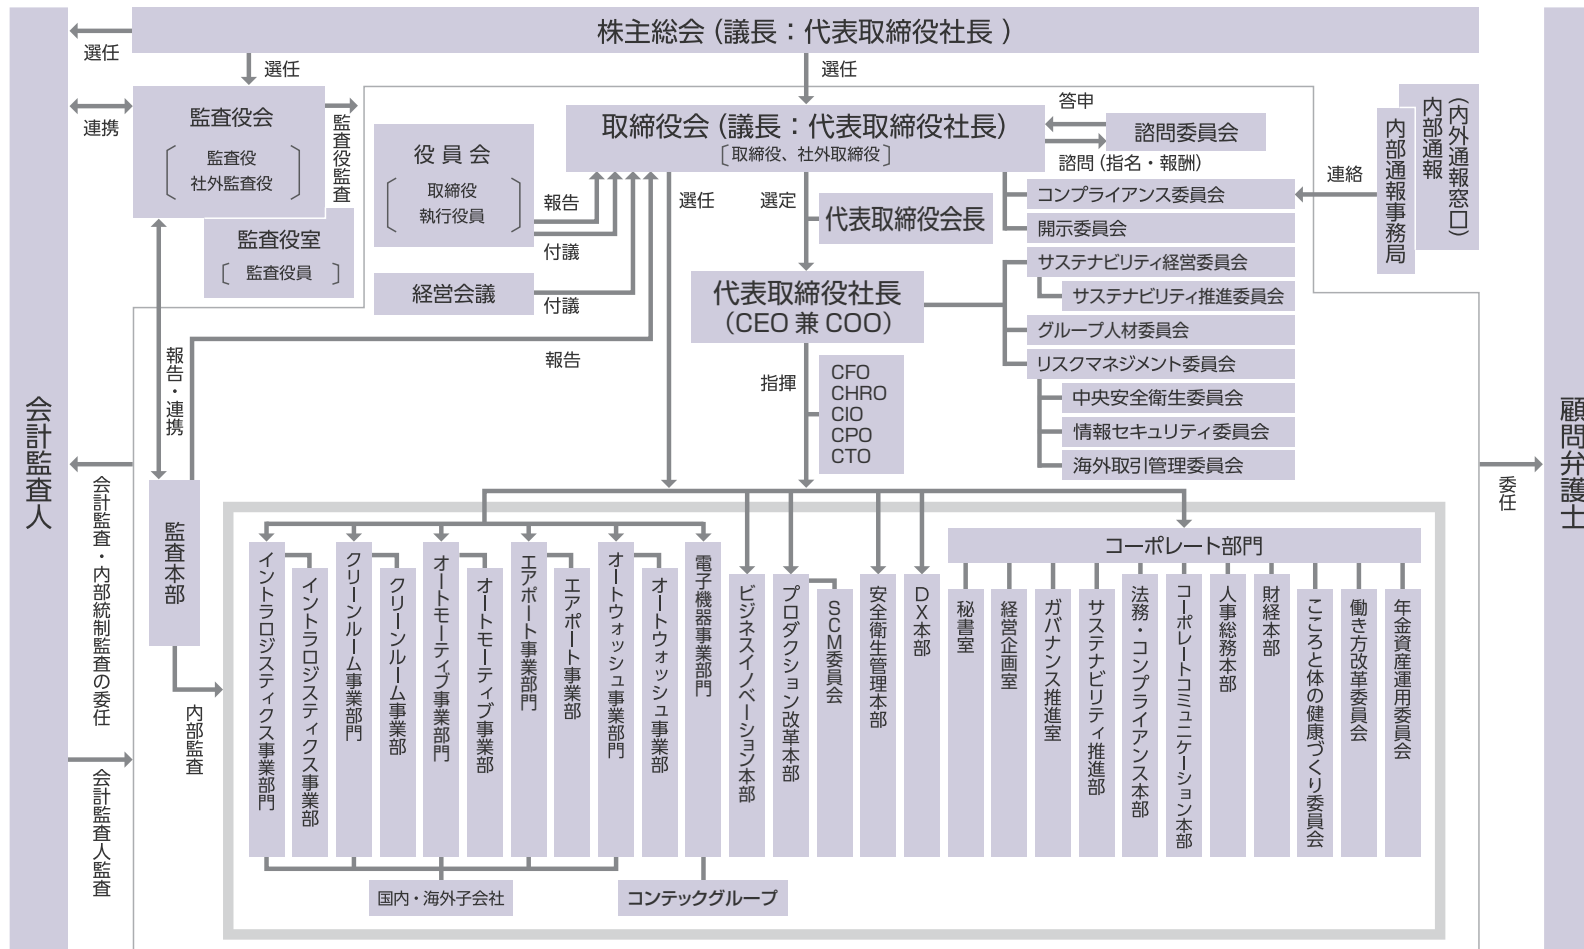 株主総会（議長：代表取締役社長）
選任
選任
選任
連携
監査役会
監査役
社外監査役
監査役監査
監査役室
監査役員
役員会
取締役
執行役員
報告
付議
経営会議
付議
報告
取締役会（議長：代表取締役社長）
取締役、社外取締役
答申
諮問委員会
諮問（指名・報酬）
選任
選定
代表取締役会長
代表取締役社長
（CEO 兼 COO）
指揮
CFO
CHRO
CIO
CPO
CTO
コンプライアンス委員会
開示委員会
サステナビリティ経営委員会
サステナビリティ推進委員会
グループ人材委員会
リスクマネジメント委員会
中央安全衛生委員会
情報セキュリティ委員会
海外取引管理委員会
連絡
内部通報事務局
内部通報
（内外通報窓口）
会計監査人
顧問弁護士
委任
報告・連携
会計監査・内部統制監査の委任
会計監査人監査
監査本部
内部監査
イントラロジスティクス事業部門
イントラロジスティクス事業部
クリーンルーム事業部門
クリーンルーム事業部
オートモーティブ事業部門
オートモーティブ事業部
エアポート事業部門
エアポート事業部
オートウォッシュ事業部門
オートウォッシュ事業部
電子機器事業部門
ビジネスイノベーション本部
プロダクション改革本部
SCM委員会
安全衛生管理本部
DX本部
コーポレート部門
秘書室
経営企画室
ガバナンス推進室
サステナビリティ推進部
法務・コンプライアンス本部
コーポレートコミュニケーション本部
人事総務本部
財経本部
こころと体の健康づくり委員会
働き方改革委員会
年金資産運用委員会
国内・海外子会社
コンテックグループ